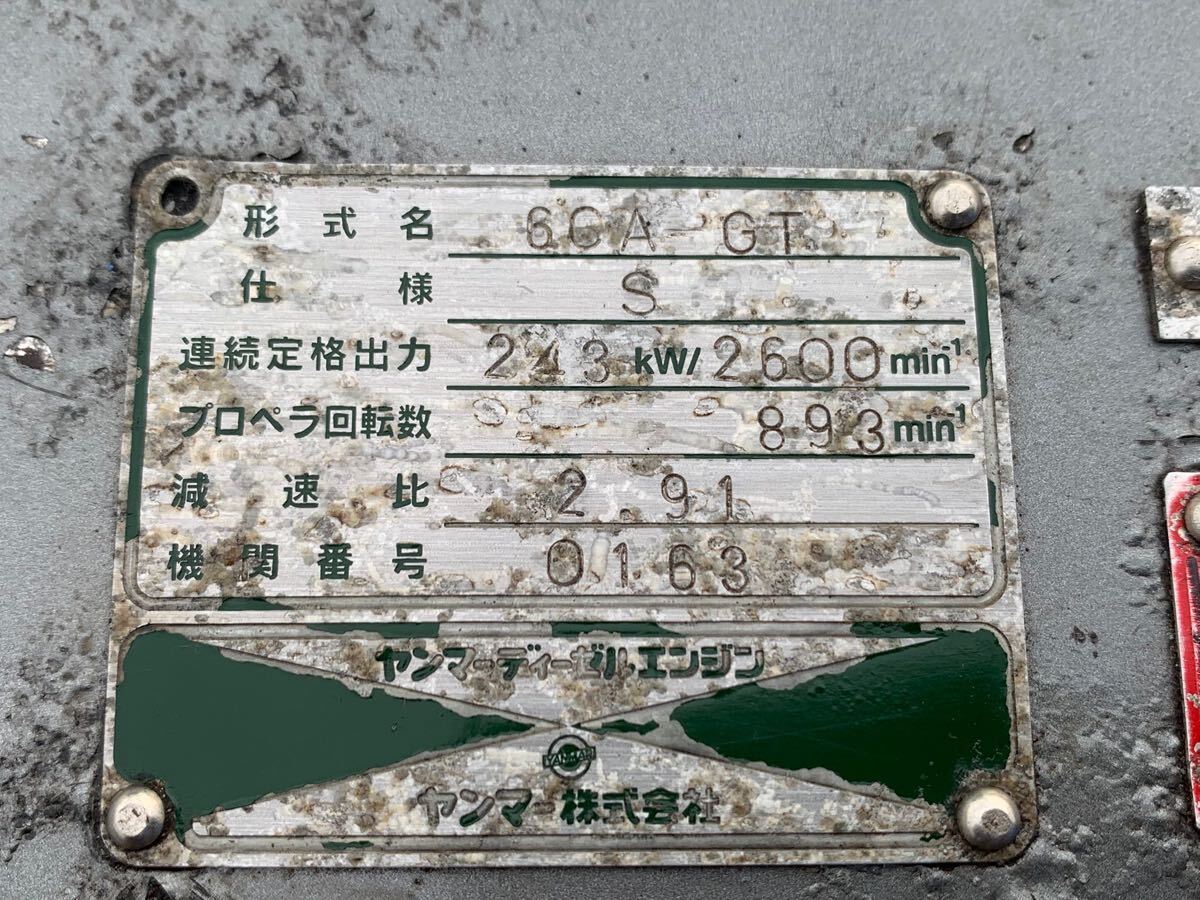 形式名 6CA-GT
仕様 S
連続定格出力 243 kW/ 2600 min-1
プロペラ回転数 893 min-1
減速比 2.91
機関番号 0163
ヤンマーディーゼルエンジン
YANMAR
ヤンマー株式会社